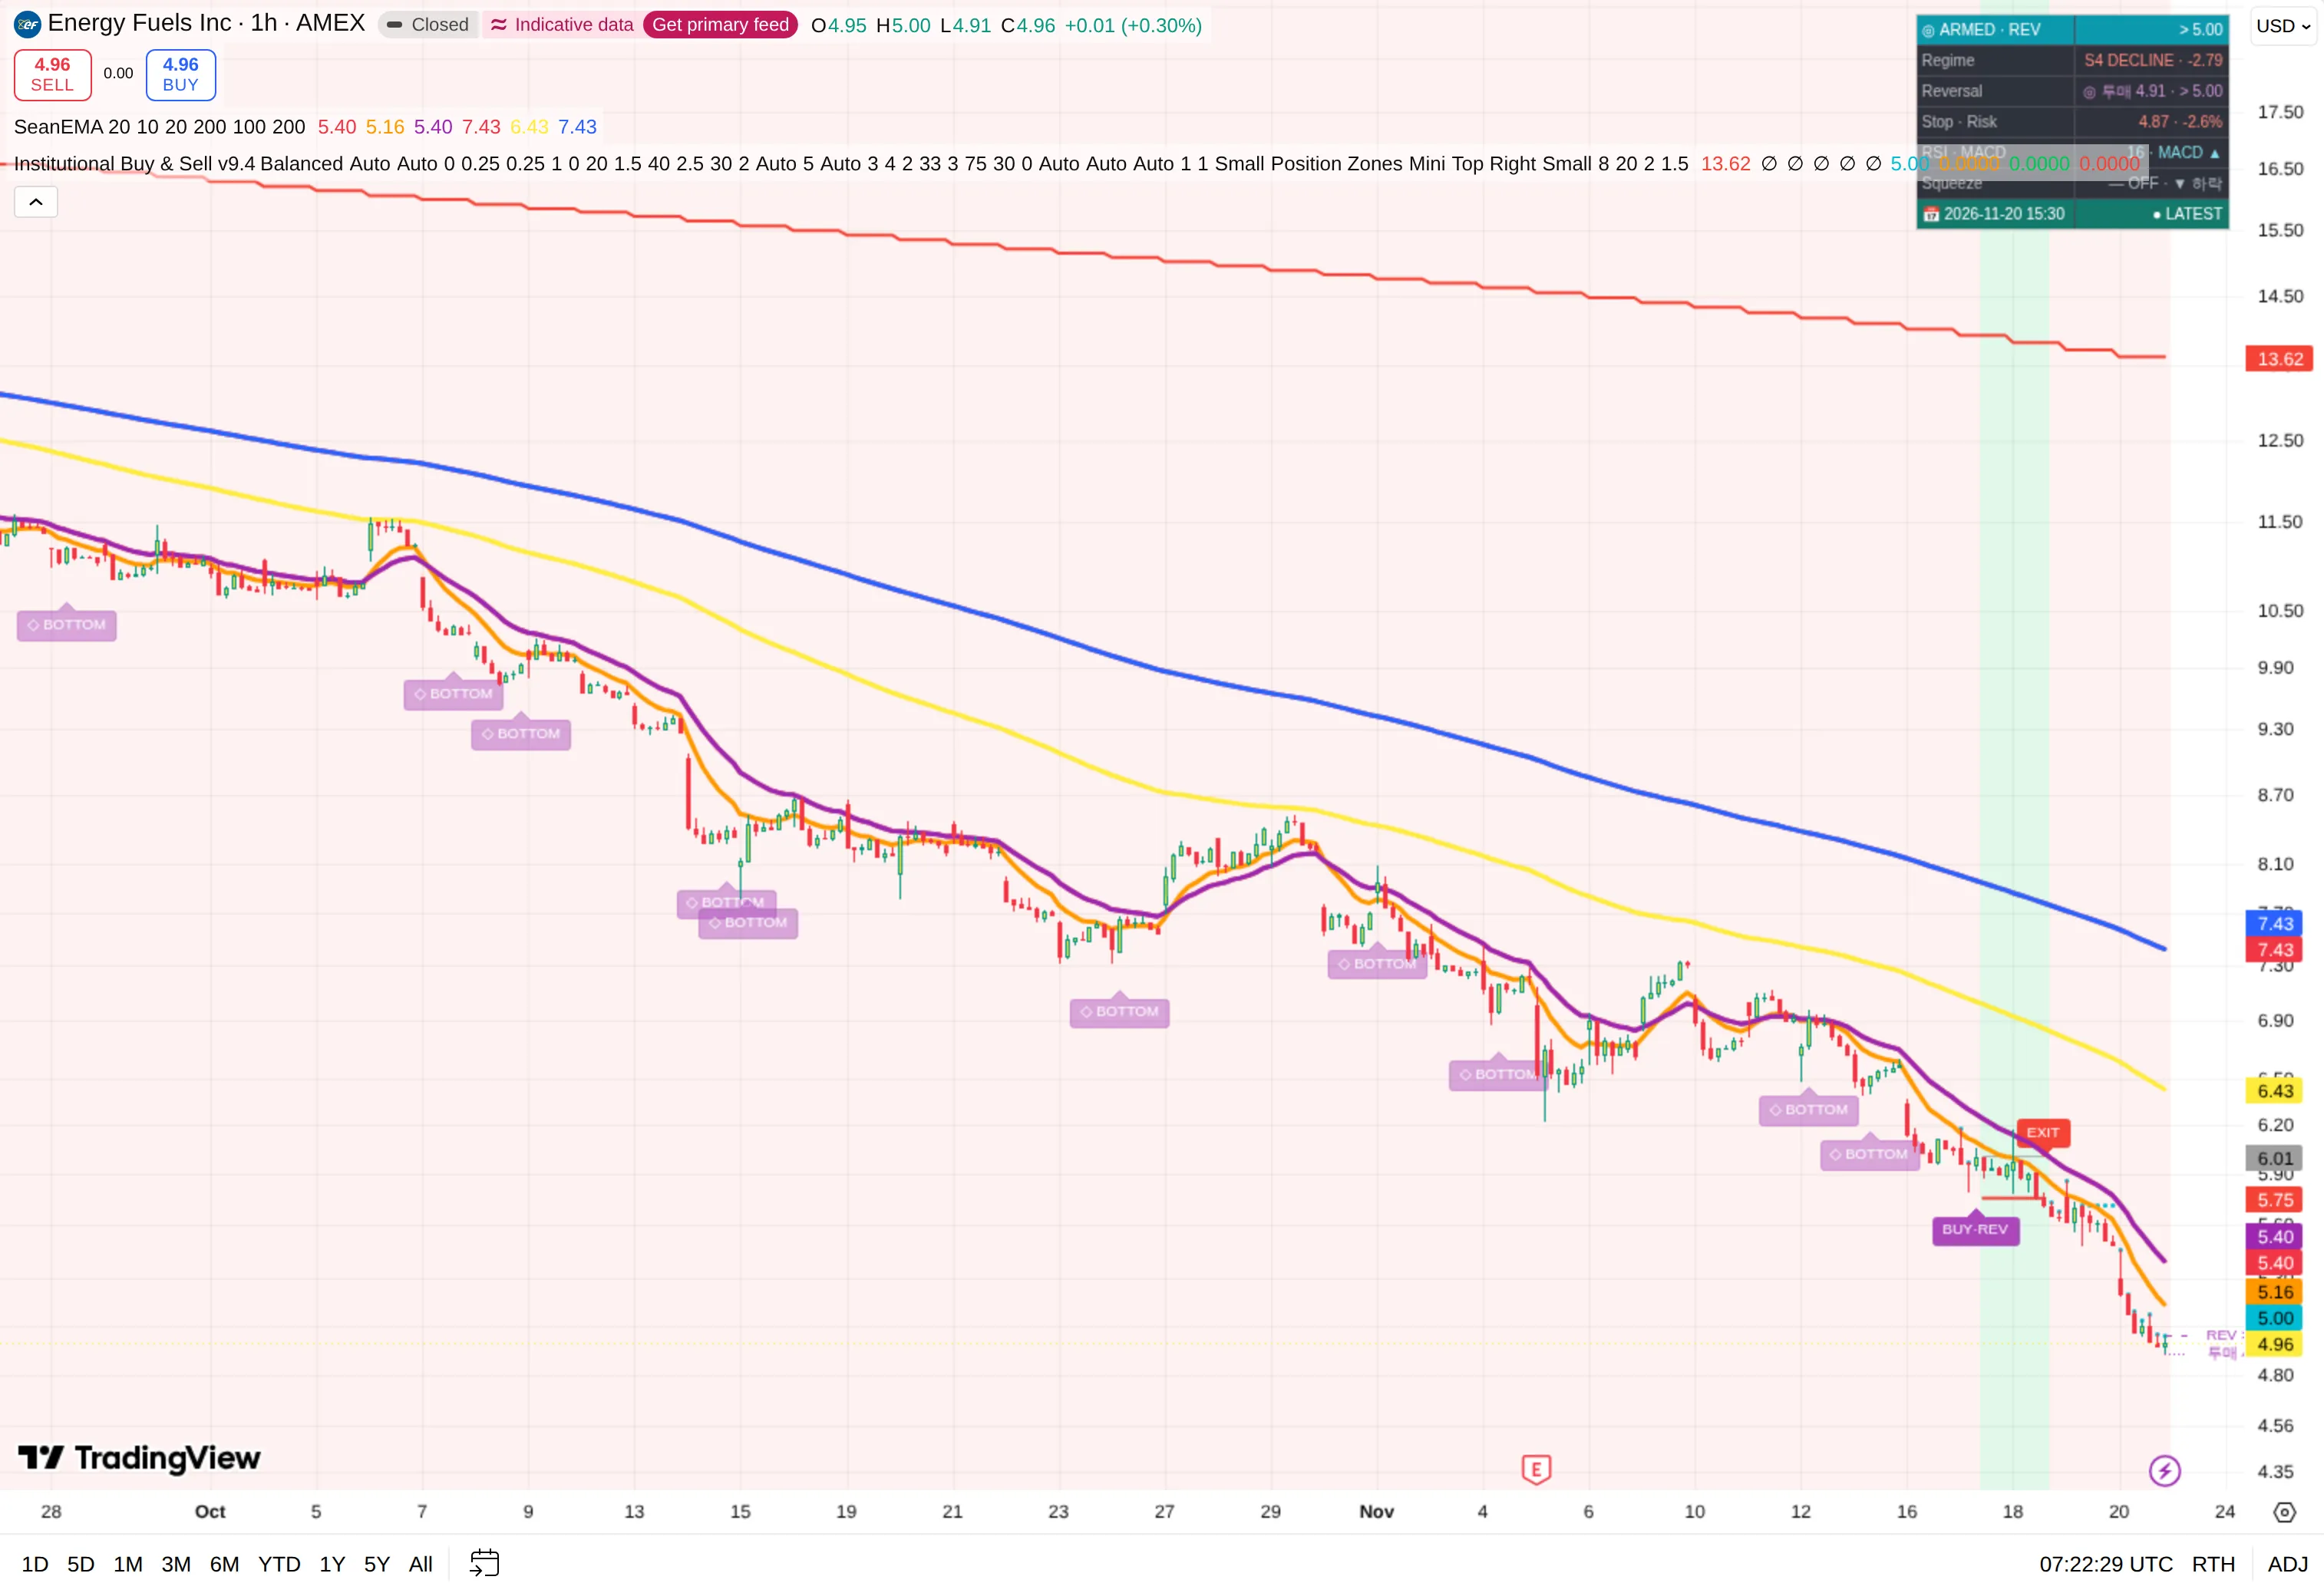 Energy Fuels Inc · 1h · AMEX Closed Indicative data Get primary feed O4.95 H5.00 L4.91 C4.96 +0.01 (+0.30%)
4.96 SELL 0.00 4.96 BUY
SeanEMA 20 10 20 200 100 200 5.40 5.16 5.40 7.43 6.43 7.43
Institutional Buy & Sell v9.4 Balanced Auto Auto 0 0.25 0.25 1 0 20 1.5 40 2.5 30 2 Auto 5 Auto 3 4 2 33 3 75 30 0 Auto Auto Auto 1 1 Small Position Zones Mini Top Right Small 8 20 2 1.5 13.62 ∅ ∅ ∅ ∅ ∅ 5.00 0.0000 0.0000 0.0000
◎ ARMED · REV > 5.00
Regime S4 DECLINE · -2.79
Reversal ◎ 투매 4.91 · > 5.00
Stop · Risk 4.87 · -2.6%
RSI · MACD 16 · MACD ▲
Squeeze — OFF · ▼ 하락
2026-11-20 15:30 ● LATEST
USD
17.50
16.50
15.50
14.50
13.62
12.50
11.50
10.50
9.90
9.30
8.70
8.10
7.43
7.43
7.30
6.90
6.43
6.20
6.01
5.90
5.75
5.40
5.40
5.16
5.00
4.96
4.80
4.56
4.35
◇ BOTTOM
◇ BOTTOM
◇ BOTTOM
◇ BOTTOM
◇ BOTTOM
◇ BOTTOM
◇ BOTTOM
◇ BOTTOM
◇ BOTTOM
◇ BOTTOM
EXIT
BUY·REV
REV
투매
TradingView
E
28 Oct 5 7 9 13 15 19 21 23 27 29 Nov 4 6 10 12 16 18 20 24
1D 5D 1M 3M 6M YTD 1Y 5Y All 07:22:29 UTC RTH ADJ